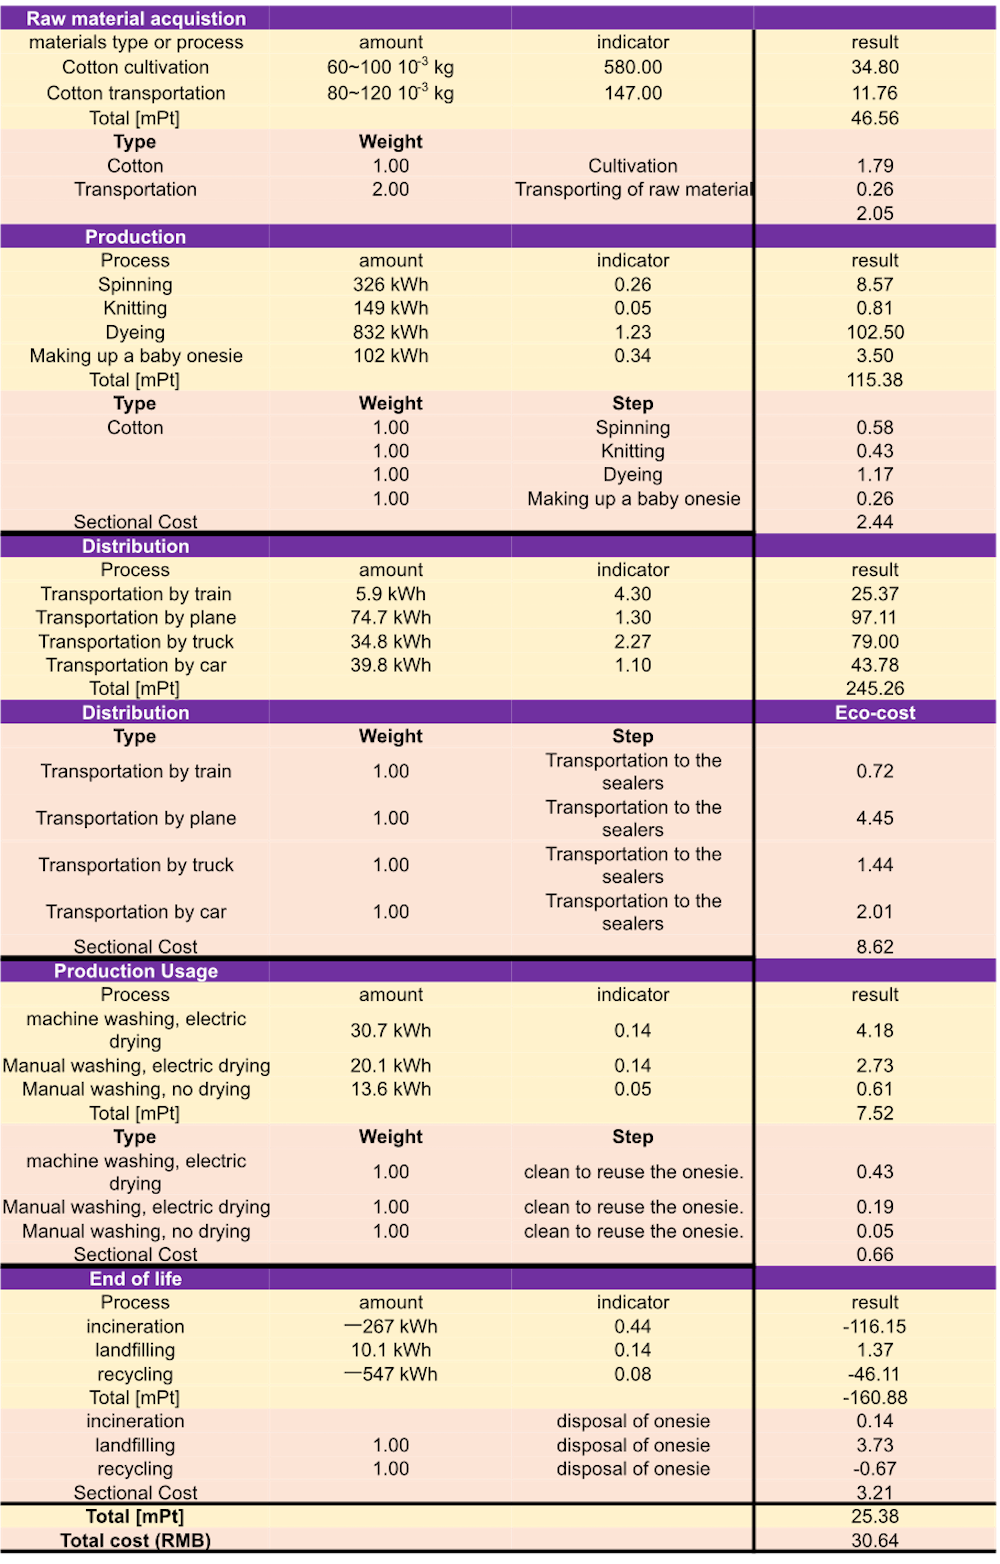 Raw material acquistion
materials type or process amount indicator result
Cotton cultivation 60~100 10⁻³ kg 580.00 34.80
Cotton transportation 80~120 10⁻³ kg 147.00 11.76
Total [mPt] 46.56
Type Weight
Cotton 1.00 Cultivation 1.79
Transportation 2.00 Transporting of raw material 0.26
2.05
Production
Process amount indicator result
Spinning 326 kWh 0.26 8.57
Knitting 149 kWh 0.05 0.81
Dyeing 832 kWh 1.23 102.50
Making up a baby onesie 102 kWh 0.34 3.50
Total [mPt] 115.38
Type Weight Step
Cotton 1.00 Spinning 0.58
1.00 Knitting 0.43
1.00 Dyeing 1.17
1.00 Making up a baby onesie 0.26
Sectional Cost 2.44
Distribution
Process amount indicator result
Transportation by train 5.9 kWh 4.30 25.37
Transportation by plane 74.7 kWh 1.30 97.11
Transportation by truck 34.8 kWh 2.27 79.00
Transportation by car 39.8 kWh 1.10 43.78
Total [mPt] 245.26
Distribution Eco-cost
Type Weight Step
Transportation by train 1.00 Transportation to the
sealers 0.72
Transportation by plane 1.00 Transportation to the
sealers 4.45
Transportation by truck 1.00 Transportation to the
sealers 1.44
Transportation by car 1.00 Transportation to the
sealers 2.01
Sectional Cost 8.62
Production Usage
Process amount indicator result
machine washing, electric
drying 30.7 kWh 0.14 4.18
Manual washing, electric drying 20.1 kWh 0.14 2.73
Manual washing, no drying 13.6 kWh 0.05 0.61
Total [mPt] 7.52
Type Weight Step
machine washing, electric
drying 1.00 clean to reuse the onesie. 0.43
Manual washing, electric drying 1.00 clean to reuse the onesie. 0.19
Manual washing, no drying 1.00 clean to reuse the onesie. 0.05
Sectional Cost 0.66
End of life
Process amount indicator result
incineration —267 kWh 0.44 -116.15
landfilling 10.1 kWh 0.14 1.37
recycling —547 kWh 0.08 -46.11
Total [mPt] -160.88
incineration disposal of onesie 0.14
landfilling 1.00 disposal of onesie 3.73
recycling 1.00 disposal of onesie -0.67
Sectional Cost 3.21
Total [mPt] 25.38
Total cost (RMB) 30.64